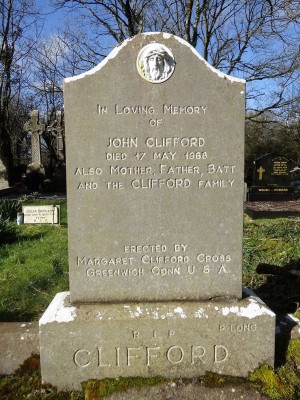 IN LOVING MEMORY
OF
JOHN CLIFFORD
DIED 17 MAY 1968
ALSO MOTHER, FATHER, BATT
AND THE CLIFFORD FAMILY
ERECTED BY
MARGARET CLIFFORD CROSS
GREENWICH CONN U S A
P. LONG
R I P
CLIFFORD